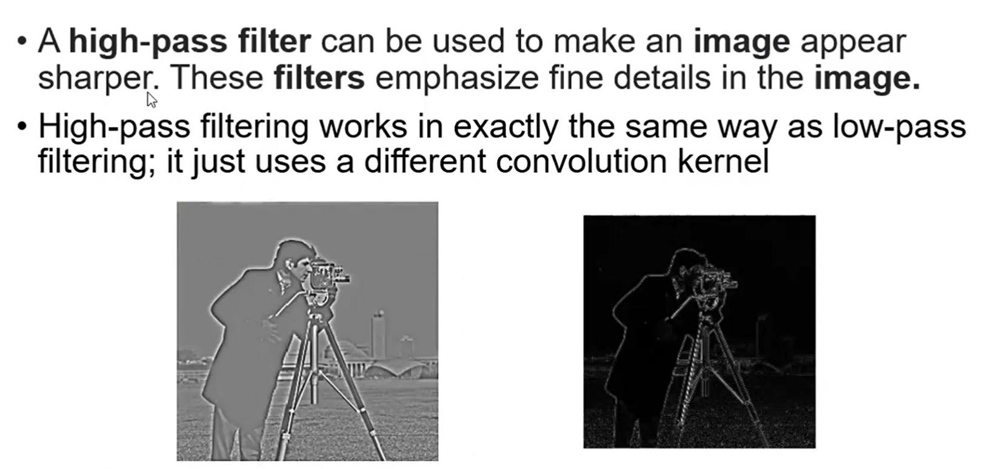 • A high-pass filter can be used to make an image appear
sharper. These filters emphasize fine details in the image.
• High-pass filtering works in exactly the same way as low-pass
filtering; it just uses a different convolution kernel